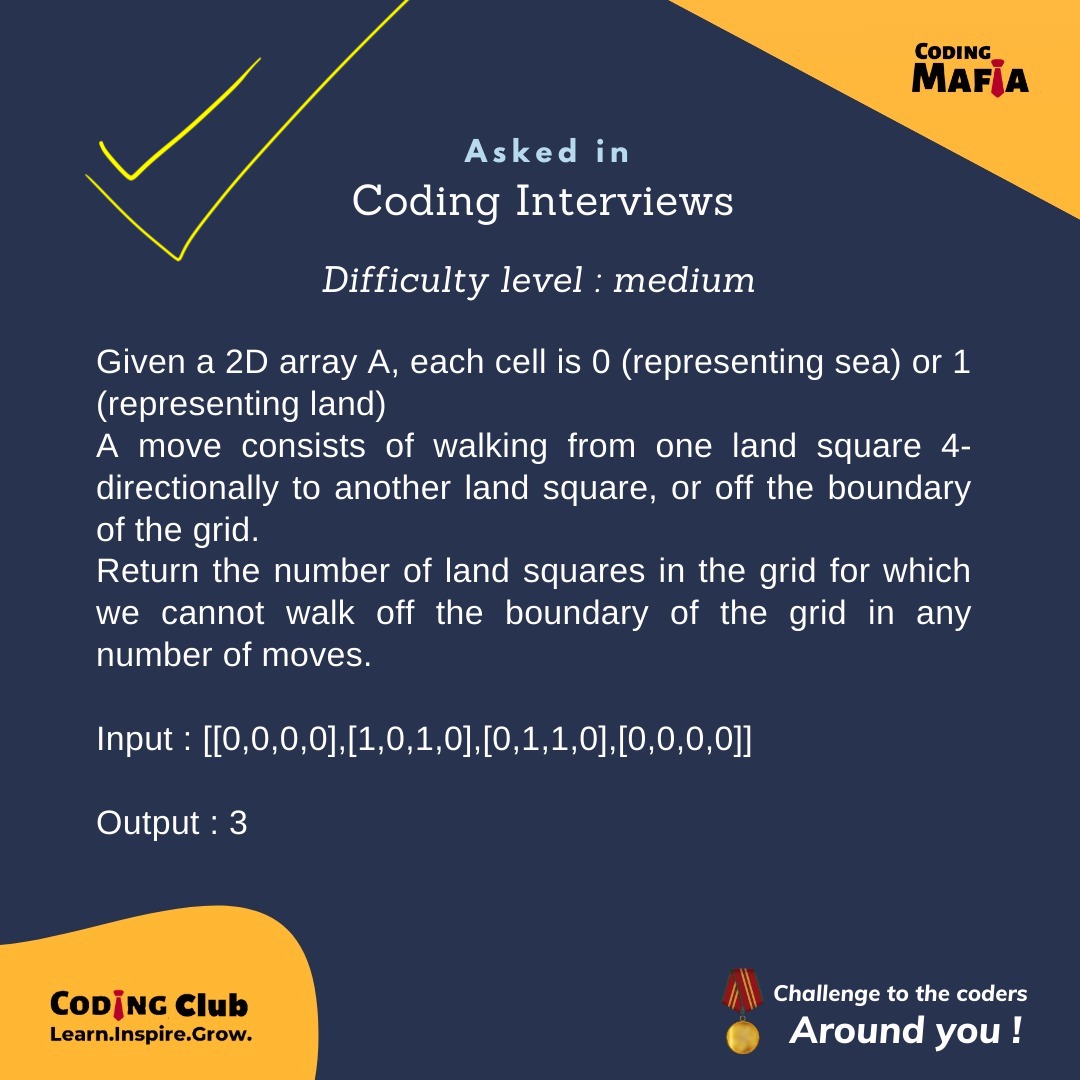 CODING
MAFIA
Asked in
Coding Interviews
Difficulty level : medium
Given a 2D array A, each cell is 0 (representing sea) or 1
(representing land)
A move consists of walking from one land square 4-
directionally to another land square, or off the boundary
of the grid.
Return the number of land squares in the grid for which
we cannot walk off the boundary of the grid in any
number of moves.
Input : [[0,0,0,0],[1,0,1,0],[0,1,1,0],[0,0,0,0]]
Output : 3
CODING Club
Learn.Inspire.Grow.
Challenge to the coders
Around you !